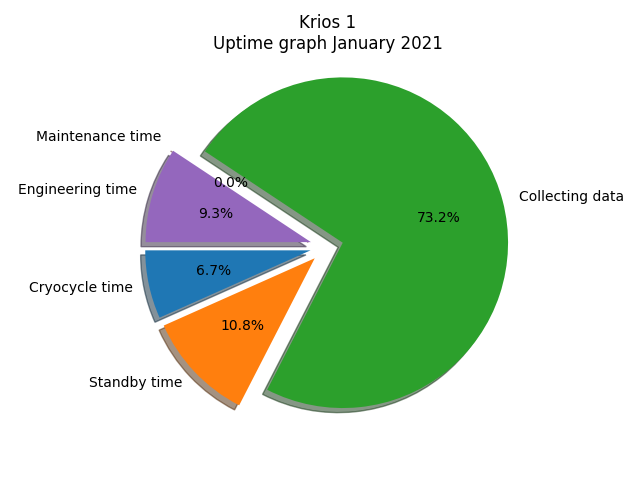 Krios 1
Uptime graph January 2021
Maintenance time
0.0%
Engineering time
9.3%
Collecting data
73.2%
Cryocycle time
6.7%
Standby time
10.8%